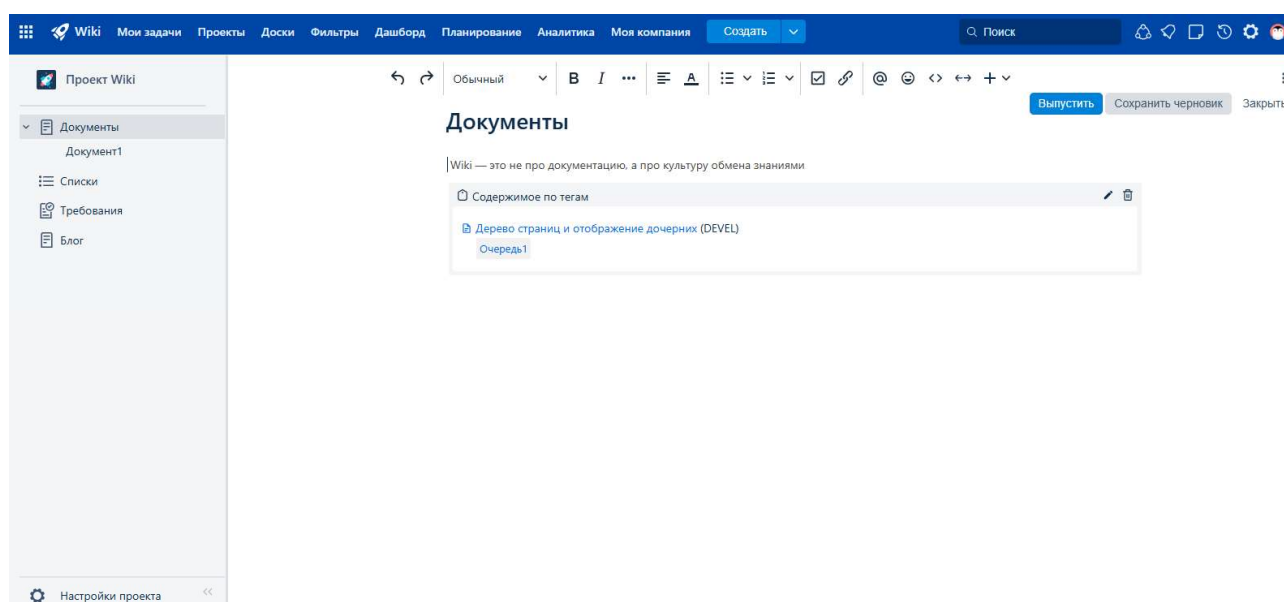 Wiki Мои задачи Проекты Доски Фильтры Дашборд Планирование Аналитика Моя компания Создать Поиск
Проект Wiki
Обычный B I ... A
Выпустить Сохранить черновик Закрыть
Документы
Документы
Документ1
Wiki — это не про документацию, а про культуру обмена знаниями
Списки
Содержимое по тегам
Требования
Дерево страниц и отображение дочерних (DEVEL)
Блог
Очередь1
Настройки проекта